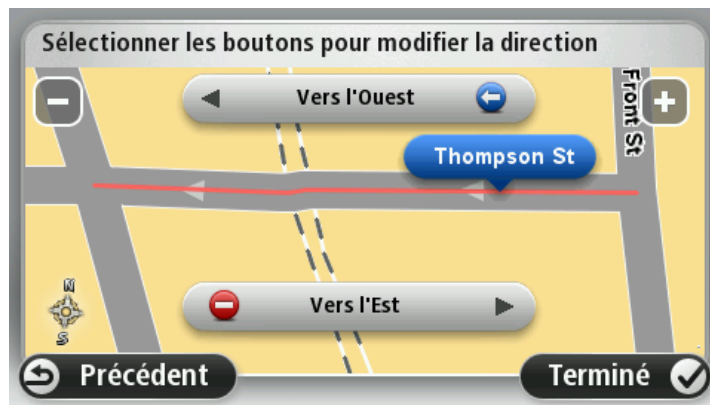 Sélectionner les boutons pour modifier la direction
Vers l'Ouest
Front St
Thompson St
N
S
Vers l'Est
Précédent
Terminé